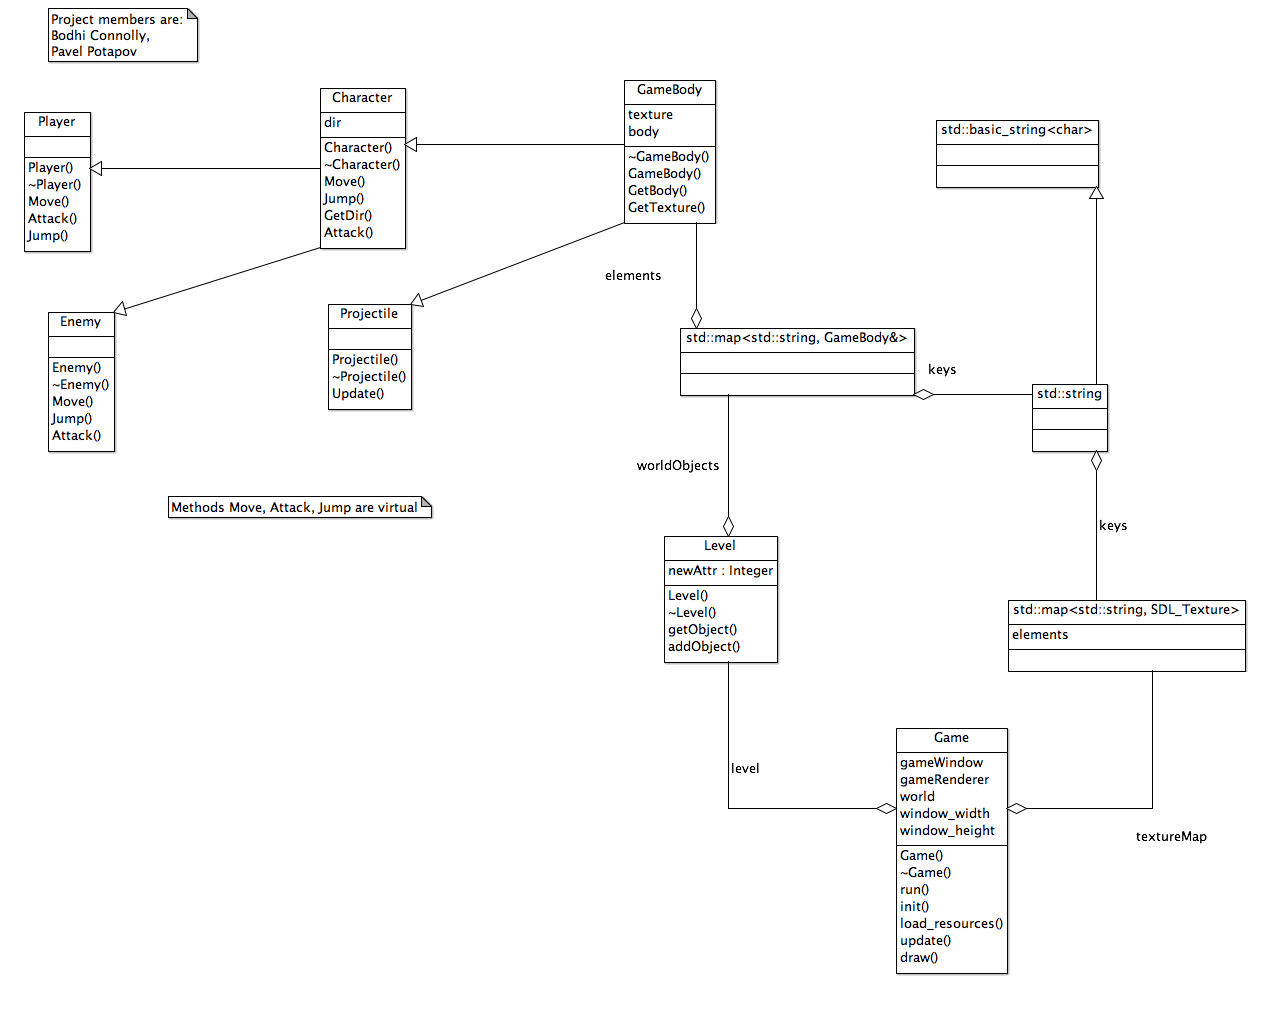 Project members are:
Bodhi Connolly,
Pavel Potapov
Player
Player()
~Player()
Move()
Attack()
Jump()
Character
dir
Character()
~Character()
Move()
Jump()
GetDir()
Attack()
GameBody
texture
body
~GameBody()
GameBody()
GetBody()
GetTexture()
std::basic_string<char>
elements
Enemy
Enemy()
~Enemy()
Move()
Jump()
Attack()
Projectile
Projectile()
~Projectile()
Update()
std::map<std::string, GameBody&>
keys
std::string
worldObjects
Methods Move, Attack, Jump are virtual
keys
Level
newAttr : Integer
Level()
~Level()
getObject()
addObject()
std::map<std::string, SDL_Texture>
elements
level
Game
gameWindow
gameRenderer
world
window_width
window_height
Game()
~Game()
run()
init()
load_resources()
update()
draw()
textureMap